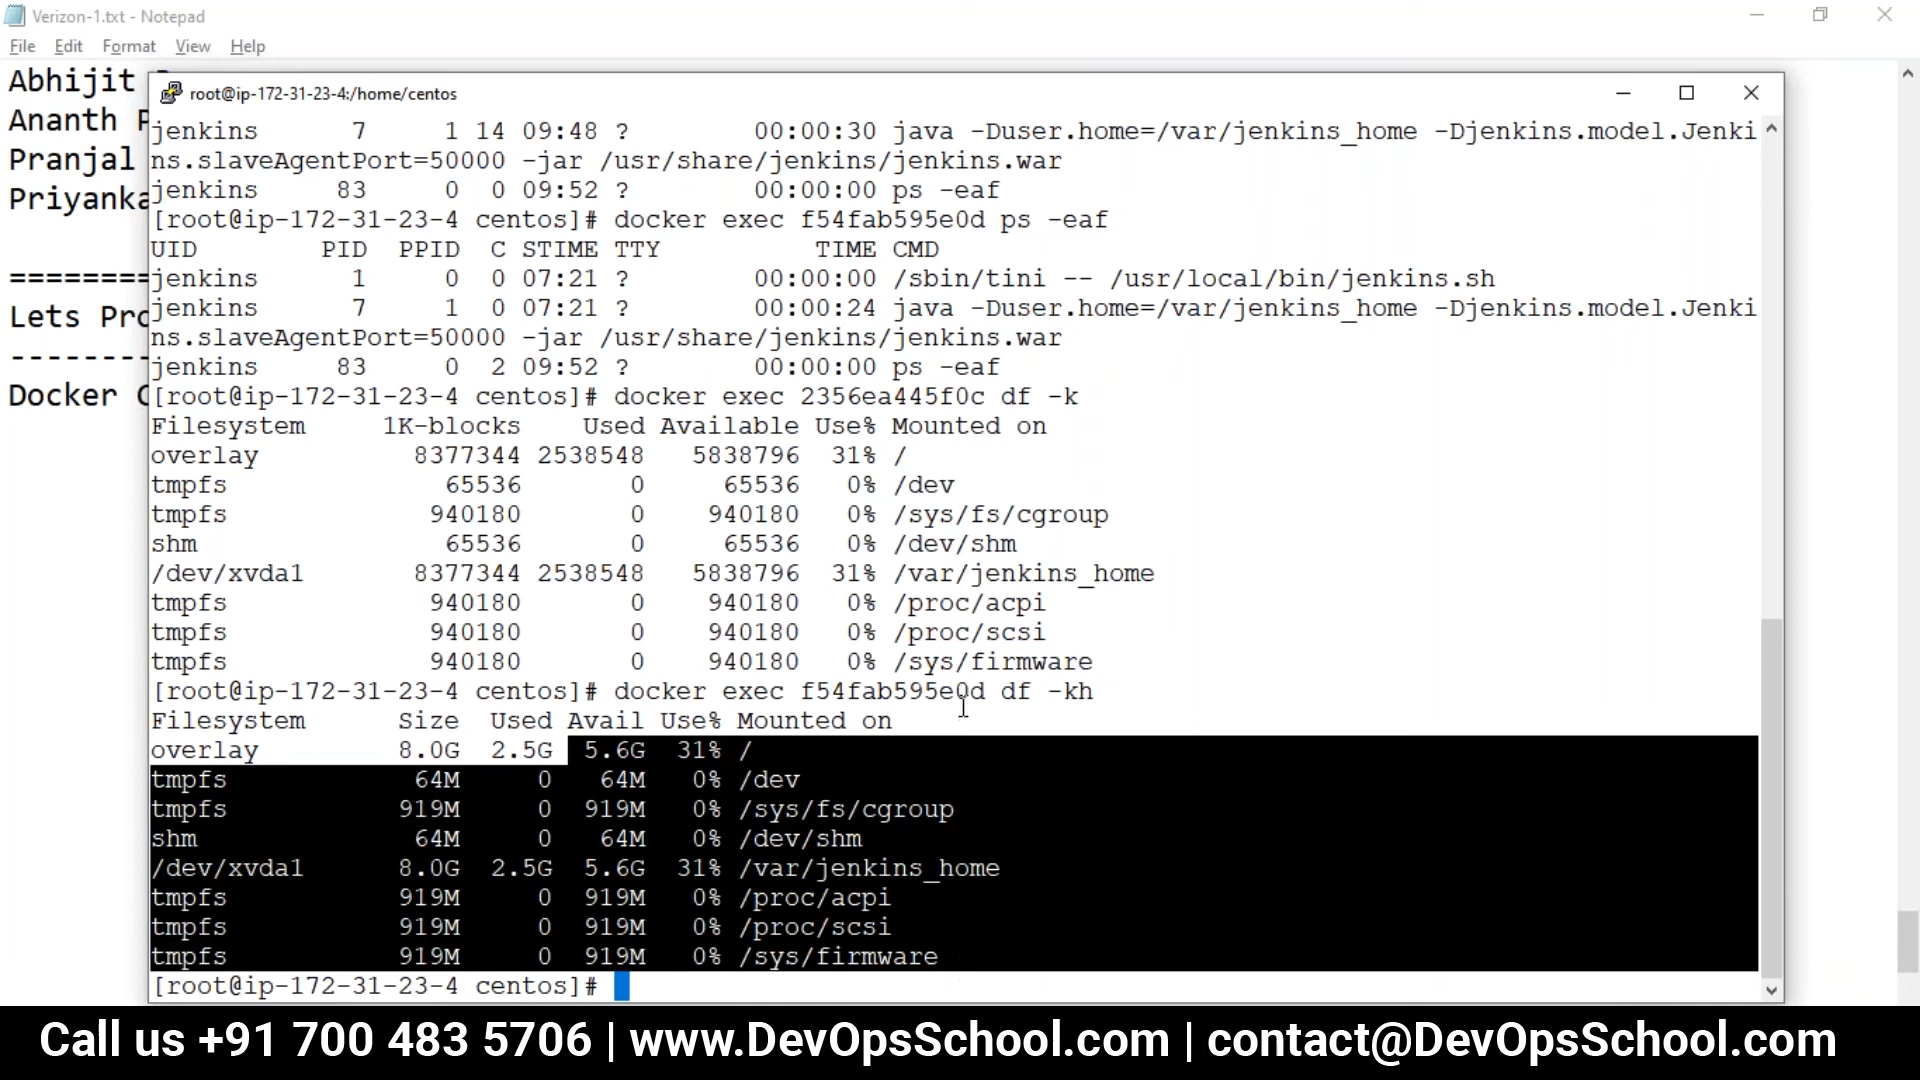 Verizon-1.txt - Notepad
File Edit Format View Help
Abhijit
Ananth P
Pranjal
Priyanka
=========
Lets Pro
--------
Docker C
root@ip-172-31-23-4:/home/centos
jenkins 7 1 14 09:48 ? 00:00:30 java -Duser.home=/var/jenkins_home -Djenkins.model.Jenki
ns.slaveAgentPort=50000 -jar /usr/share/jenkins/jenkins.war
jenkins 83 0 0 09:52 ? 00:00:00 ps -eaf
[root@ip-172-31-23-4 centos]# docker exec f54fab595e0d ps -eaf
UID PID PPID C STIME TTY TIME CMD
jenkins 1 0 0 07:21 ? 00:00:00 /sbin/tini -- /usr/local/bin/jenkins.sh
jenkins 7 1 0 07:21 ? 00:00:24 java -Duser.home=/var/jenkins_home -Djenkins.model.Jenki
ns.slaveAgentPort=50000 -jar /usr/share/jenkins/jenkins.war
jenkins 83 0 2 09:52 ? 00:00:00 ps -eaf
[root@ip-172-31-23-4 centos]# docker exec 2356ea445f0c df -k
Filesystem 1K-blocks Used Available Use% Mounted on
overlay 8377344 2538548 5838796 31% /
tmpfs 65536 0 65536 0% /dev
tmpfs 940180 0 940180 0% /sys/fs/cgroup
shm 65536 0 65536 0% /dev/shm
/dev/xvda1 8377344 2538548 5838796 31% /var/jenkins_home
tmpfs 940180 0 940180 0% /proc/acpi
tmpfs 940180 0 940180 0% /proc/scsi
tmpfs 940180 0 940180 0% /sys/firmware
[root@ip-172-31-23-4 centos]# docker exec f54fab595e0d df -kh
Filesystem Size Used Avail Use% Mounted on
overlay 8.0G 2.5G 5.6G 31% /
tmpfs 64M 0 64M 0% /dev
tmpfs 919M 0 919M 0% /sys/fs/cgroup
shm 64M 0 64M 0% /dev/shm
/dev/xvda1 8.0G 2.5G 5.6G 31% /var/jenkins_home
tmpfs 919M 0 919M 0% /proc/acpi
tmpfs 919M 0 919M 0% /proc/scsi
tmpfs 919M 0 919M 0% /sys/firmware
[root@ip-172-31-23-4 centos]#
Call us +91 700 483 5706 | www.DevOpsSchool.com | contact@DevOpsSchool.com